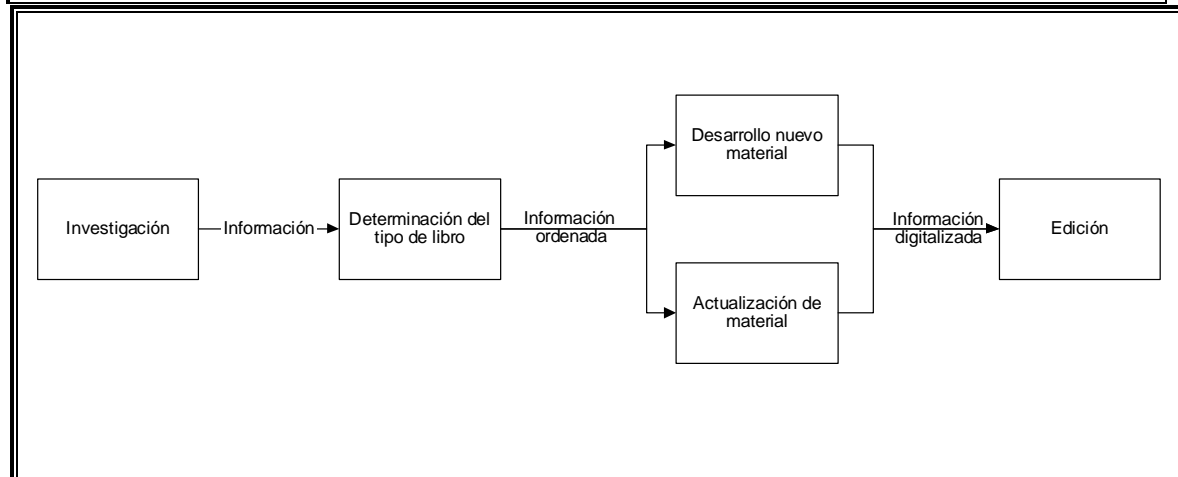 Desarrollo nuevo
material
Investigación
Información
Determinación del
tipo de libro
Información
ordenada
Información
digitalizada
Edición
Actualización de
material